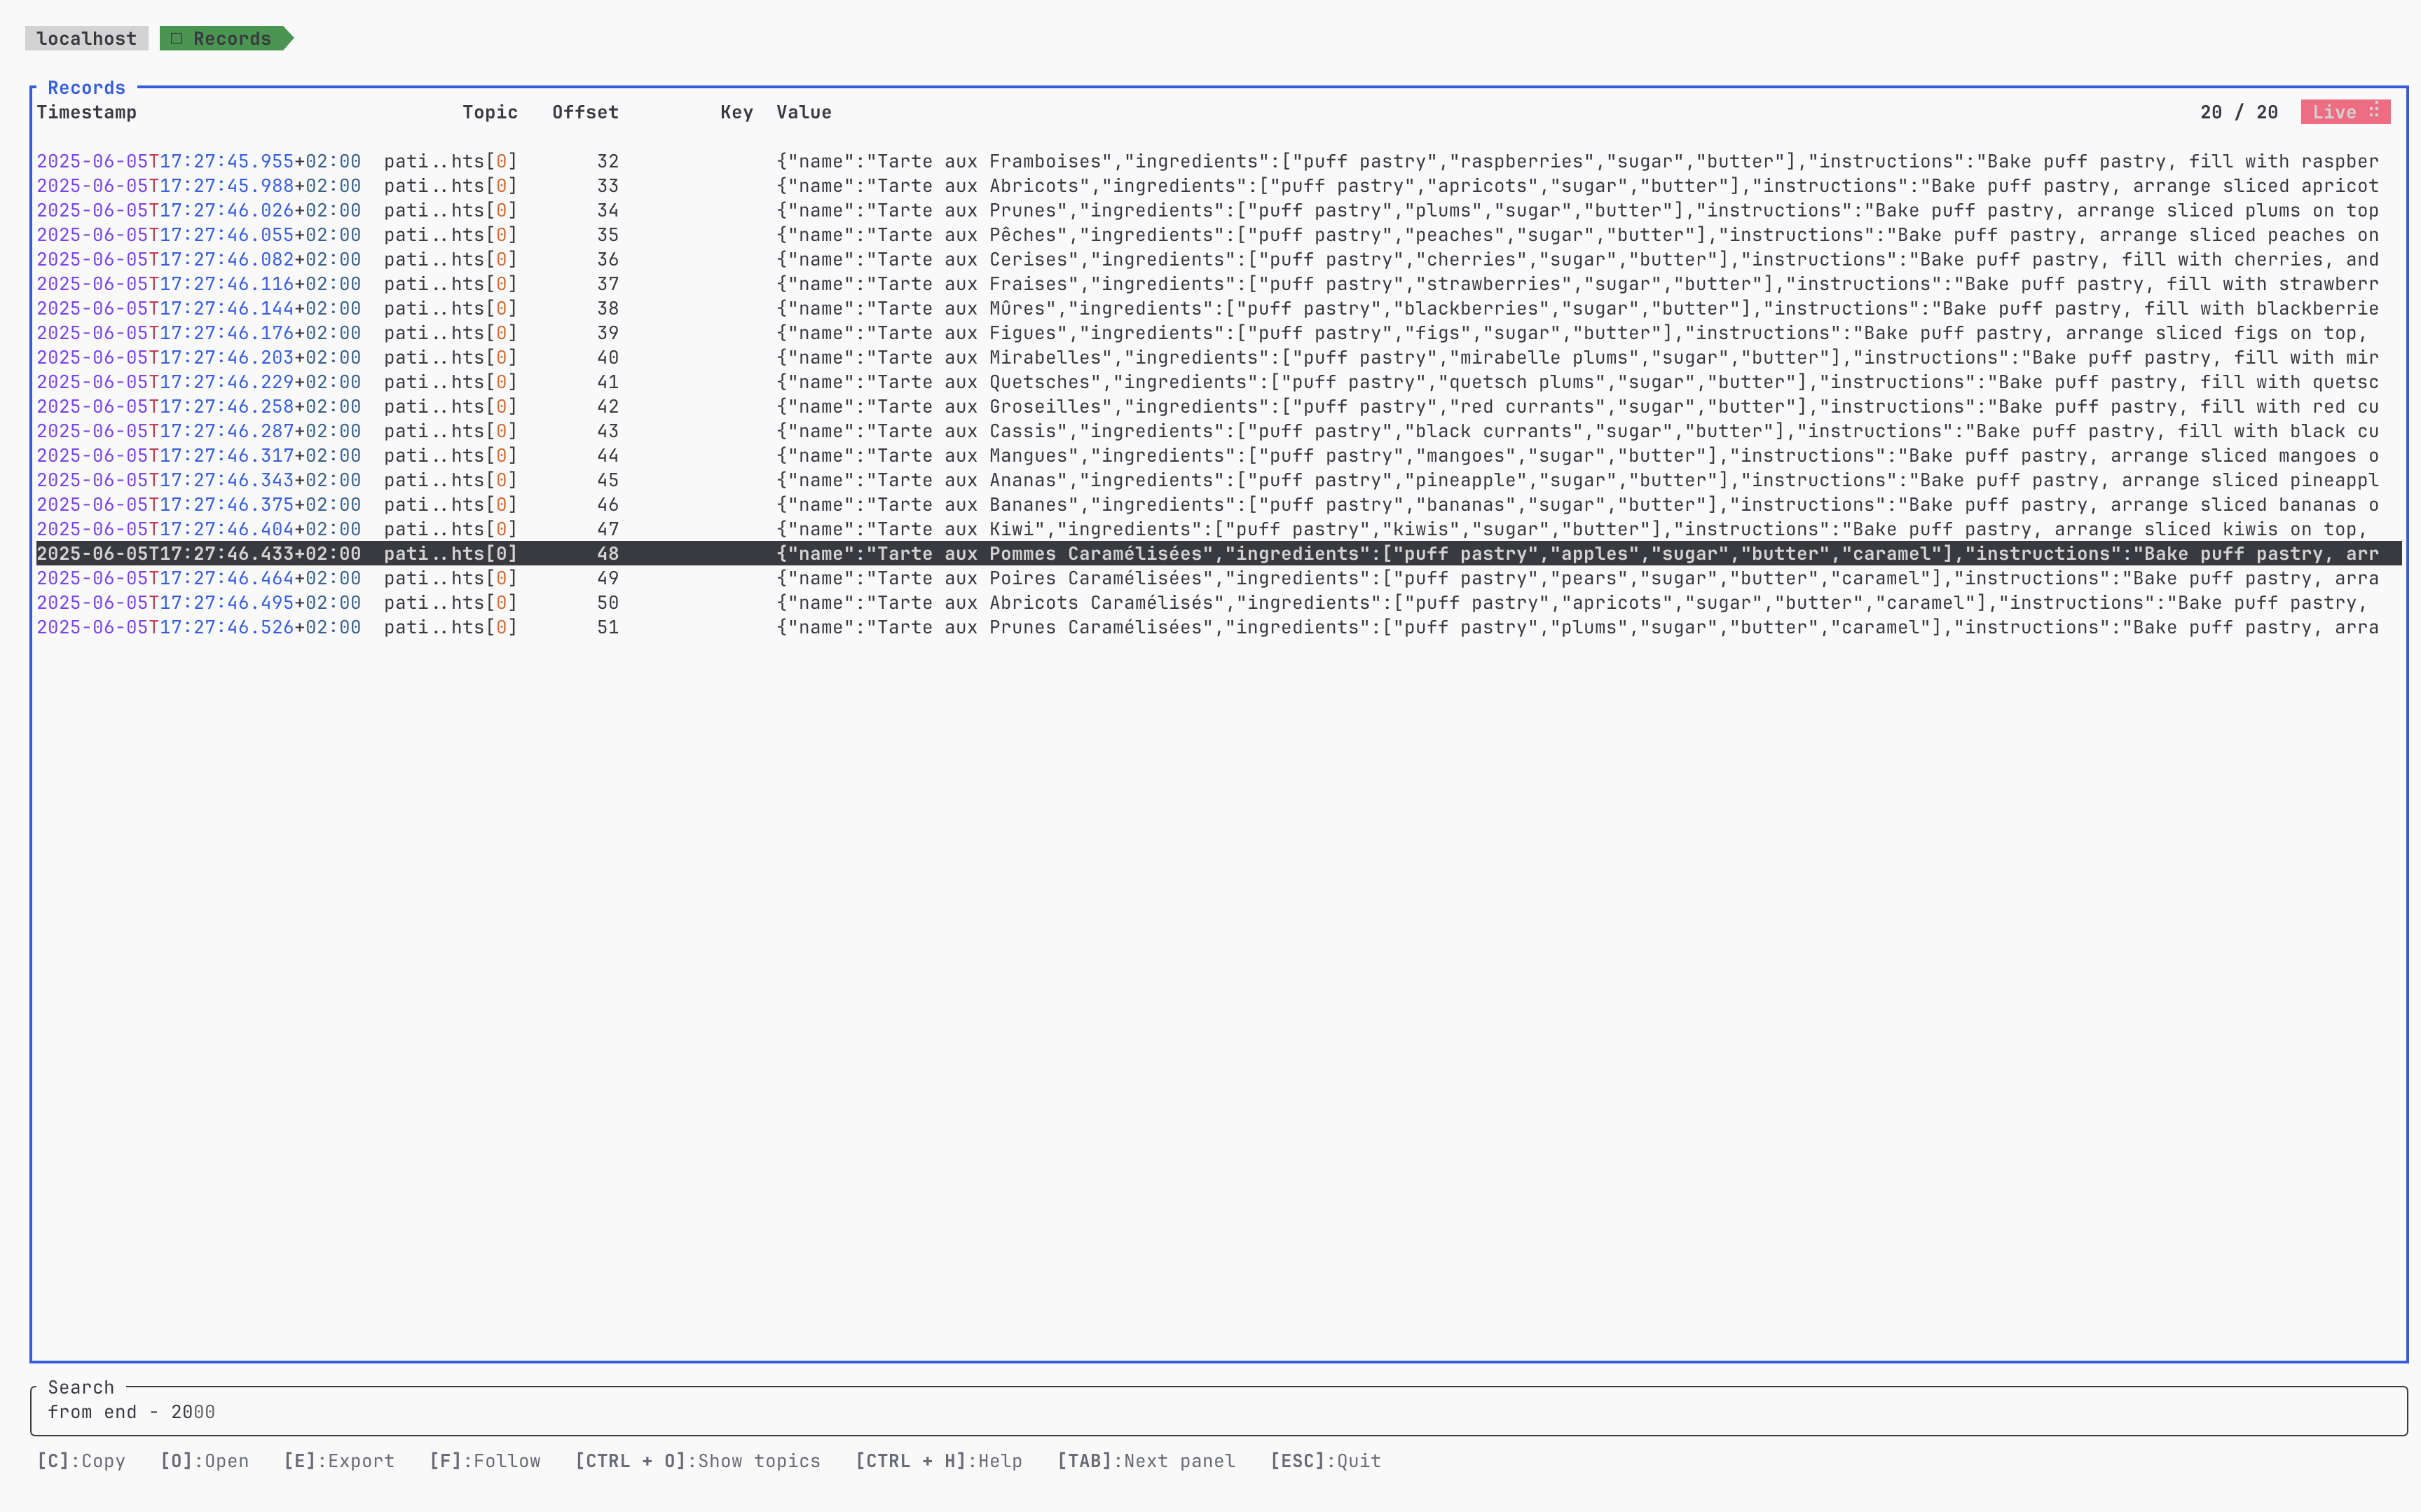 localhost □ Records
Records
Timestamp Topic Offset Key Value 20 / 20 Live
2025-06-05T17:27:45.955+02:00 pati..hts[0] 32 {"name":"Tarte aux Framboises","ingredients":["puff pastry","raspberries","sugar","butter"],"instructions":"Bake puff pastry, fill with raspber
2025-06-05T17:27:45.988+02:00 pati..hts[0] 33 {"name":"Tarte aux Abricots","ingredients":["puff pastry","apricots","sugar","butter"],"instructions":"Bake puff pastry, arrange sliced apricot
2025-06-05T17:27:46.026+02:00 pati..hts[0] 34 {"name":"Tarte aux Prunes","ingredients":["puff pastry","plums","sugar","butter"],"instructions":"Bake puff pastry, arrange sliced plums on top
2025-06-05T17:27:46.055+02:00 pati..hts[0] 35 {"name":"Tarte aux Pêches","ingredients":["puff pastry","peaches","sugar","butter"],"instructions":"Bake puff pastry, arrange sliced peaches on
2025-06-05T17:27:46.082+02:00 pati..hts[0] 36 {"name":"Tarte aux Cerises","ingredients":["puff pastry","cherries","sugar","butter"],"instructions":"Bake puff pastry, fill with cherries, and
2025-06-05T17:27:46.116+02:00 pati..hts[0] 37 {"name":"Tarte aux Fraises","ingredients":["puff pastry","strawberries","sugar","butter"],"instructions":"Bake puff pastry, fill with strawberr
2025-06-05T17:27:46.144+02:00 pati..hts[0] 38 {"name":"Tarte aux Mûres","ingredients":["puff pastry","blackberries","sugar","butter"],"instructions":"Bake puff pastry, fill with blackberrie
2025-06-05T17:27:46.176+02:00 pati..hts[0] 39 {"name":"Tarte aux Figues","ingredients":["puff pastry","figs","sugar","butter"],"instructions":"Bake puff pastry, arrange sliced figs on top,
2025-06-05T17:27:46.203+02:00 pati..hts[0] 40 {"name":"Tarte aux Mirabelles","ingredients":["puff pastry","mirabelle plums","sugar","butter"],"instructions":"Bake puff pastry, fill with mir
2025-06-05T17:27:46.229+02:00 pati..hts[0] 41 {"name":"Tarte aux Quetsches","ingredients":["puff pastry","quetsch plums","sugar","butter"],"instructions":"Bake puff pastry, fill with quetsc
2025-06-05T17:27:46.258+02:00 pati..hts[0] 42 {"name":"Tarte aux Groseilles","ingredients":["puff pastry","red currants","sugar","butter"],"instructions":"Bake puff pastry, fill with red cu
2025-06-05T17:27:46.287+02:00 pati..hts[0] 43 {"name":"Tarte aux Cassis","ingredients":["puff pastry","black currants","sugar","butter"],"instructions":"Bake puff pastry, fill with black cu
2025-06-05T17:27:46.317+02:00 pati..hts[0] 44 {"name":"Tarte aux Mangues","ingredients":["puff pastry","mangoes","sugar","butter"],"instructions":"Bake puff pastry, arrange sliced mangoes o
2025-06-05T17:27:46.343+02:00 pati..hts[0] 45 {"name":"Tarte aux Ananas","ingredients":["puff pastry","pineapple","sugar","butter"],"instructions":"Bake puff pastry, arrange sliced pineappl
2025-06-05T17:27:46.375+02:00 pati..hts[0] 46 {"name":"Tarte aux Bananes","ingredients":["puff pastry","bananas","sugar","butter"],"instructions":"Bake puff pastry, arrange sliced bananas o
2025-06-05T17:27:46.404+02:00 pati..hts[0] 47 {"name":"Tarte aux Kiwi","ingredients":["puff pastry","kiwis","sugar","butter"],"instructions":"Bake puff pastry, arrange sliced kiwis on top,
2025-06-05T17:27:46.433+02:00 pati..hts[0] 48 {"name":"Tarte aux Pommes Caramélisées","ingredients":["puff pastry","apples","sugar","butter","caramel"],"instructions":"Bake puff pastry, arr
2025-06-05T17:27:46.464+02:00 pati..hts[0] 49 {"name":"Tarte aux Poires Caramélisées","ingredients":["puff pastry","pears","sugar","butter","caramel"],"instructions":"Bake puff pastry, arra
2025-06-05T17:27:46.495+02:00 pati..hts[0] 50 {"name":"Tarte aux Abricots Caramélisés","ingredients":["puff pastry","apricots","sugar","butter","caramel"],"instructions":"Bake puff pastry,
2025-06-05T17:27:46.526+02:00 pati..hts[0] 51 {"name":"Tarte aux Prunes Caramélisées","ingredients":["puff pastry","plums","sugar","butter","caramel"],"instructions":"Bake puff pastry, arra
Search
from end - 2000
[C]:Copy [O]:Open [E]:Export [F]:Follow [CTRL + O]:Show topics [CTRL + H]:Help [TAB]:Next panel [ESC]:Quit